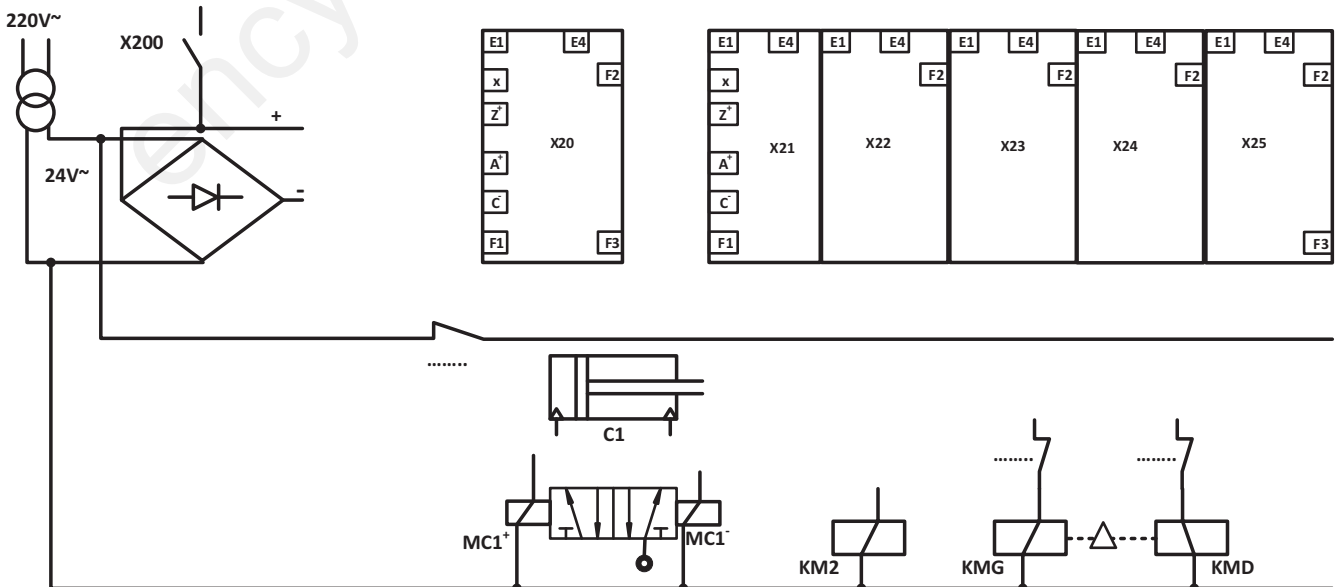 220V~
X200
+
-
24V~
E1 E4
F2
x
Z+
A+
C-
F1 F3
X20
E1 E4 E1 E4 E1 E4 E1 E4 E1 E4
x F2 F2 F2 F2
Z+
A+ X21 X22 X23 X24 X25
C-
F1 F3
........
C1
........ ........
MC1+ MC1- KM2 KMG KMD
ency